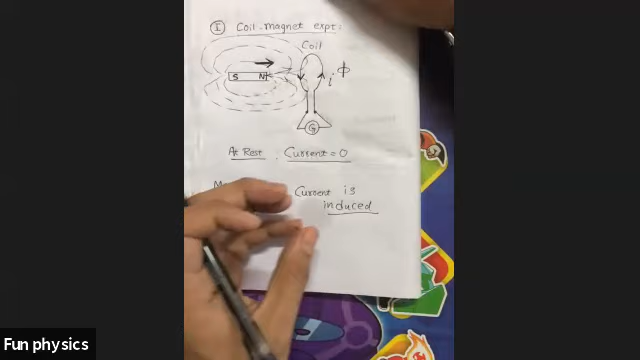 I Coil-magnet expt:
Coil
S N
i ϕ
G
At Rest , Current = 0
Current is
induced
Fun physics